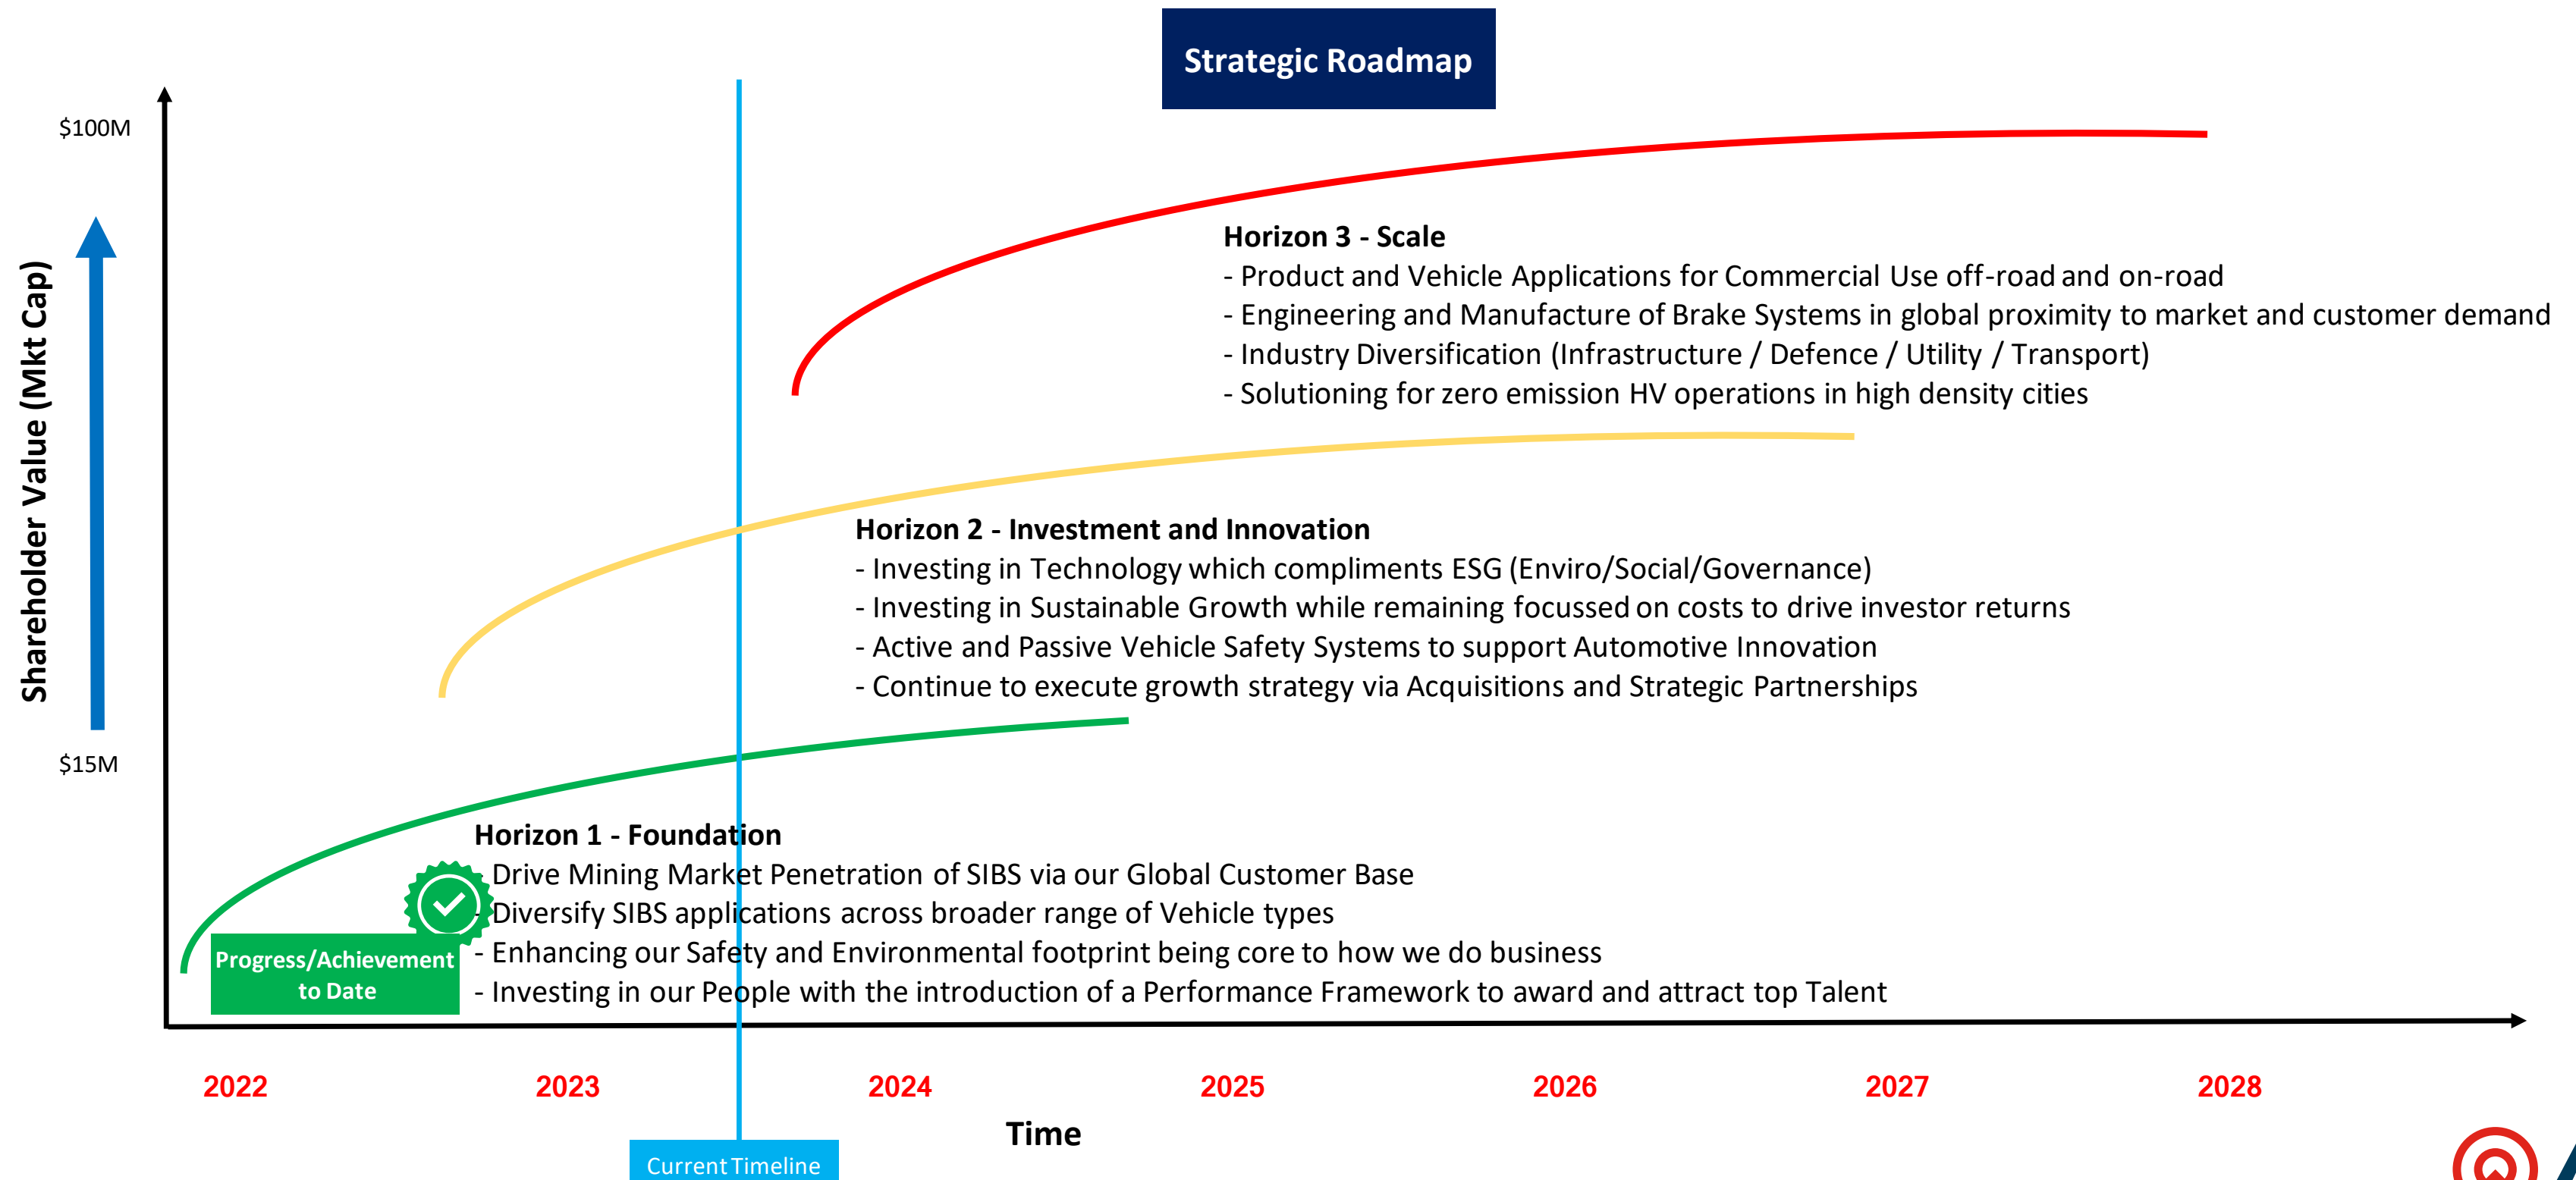 Strategic Roadmap
$100M
Shareholder Value (Mkt Cap)
$15M
Horizon 3 - Scale
- Product and Vehicle Applications for Commercial Use off-road and on-road
- Engineering and Manufacture of Brake Systems in global proximity to market and customer demand
- Industry Diversification (Infrastructure / Defence / Utility / Transport)
- Solutioning for zero emission HV operations in high density cities
Horizon 2 - Investment and Innovation
- Investing in Technology which compliments ESG (Enviro/Social/Governance)
- Investing in Sustainable Growth while remaining focussed on costs to drive investor returns
- Active and Passive Vehicle Safety Systems to support Automotive Innovation
- Continue to execute growth strategy via Acquisitions and Strategic Partnerships
Horizon 1 - Foundation
- Drive Mining Market Penetration of SIBS via our Global Customer Base
- Diversify SIBS applications across broader range of Vehicle types
- Enhancing our Safety and Environmental footprint being core to how we do business
- Investing in our People with the introduction of a Performance Framework to award and attract top Talent
Progress/Achievement
to Date
2022 2023 2024 2025 2026 2027 2028
Time
Current Timeline